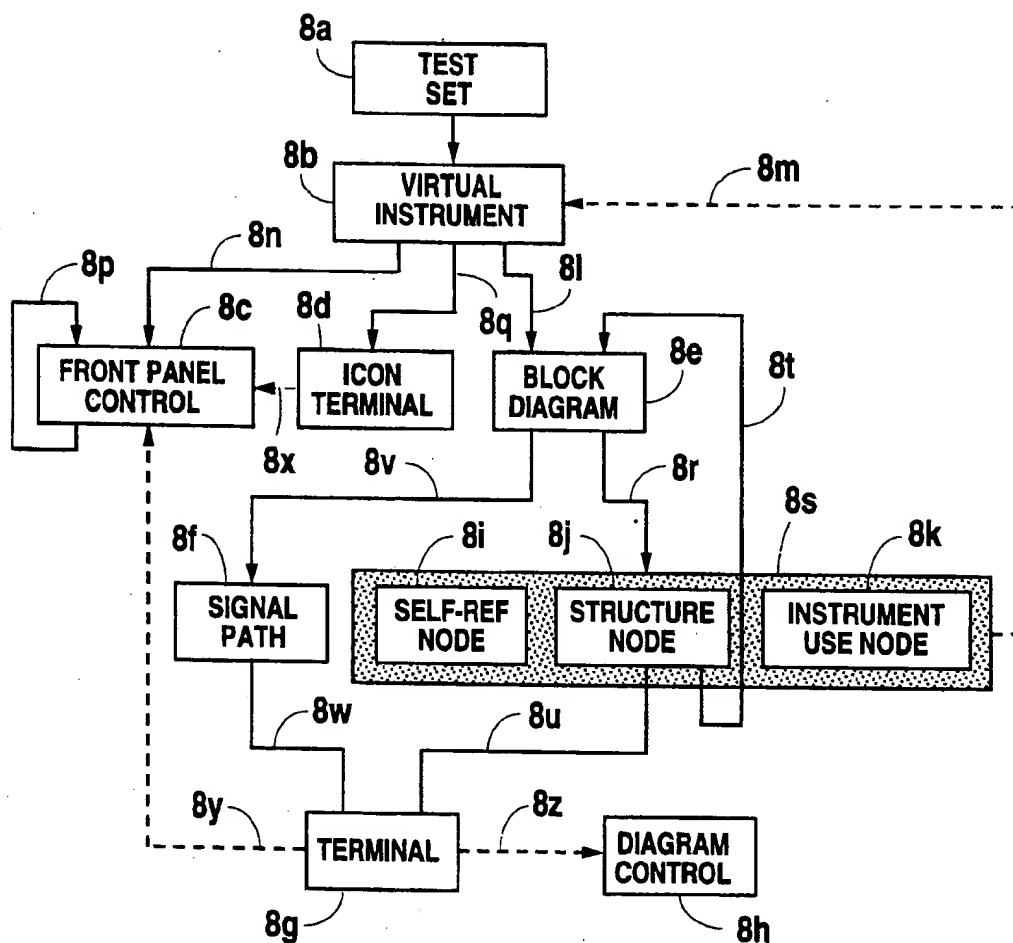 8a
TEST
SET
8b
VIRTUAL
INSTRUMENT
8m
8n
8p
8c
8d
8q
8l
8t
FRONT PANEL
CONTROL
ICON
TERMINAL
BLOCK
DIAGRAM
8e
8x
8v
8r
8s
8f
8i
8j
8k
SIGNAL
PATH
SELF-REF
NODE
STRUCTURE
NODE
INSTRUMENT
USE NODE
8w
8u
8y
8z
TERMINAL
DIAGRAM
CONTROL
8g
8h